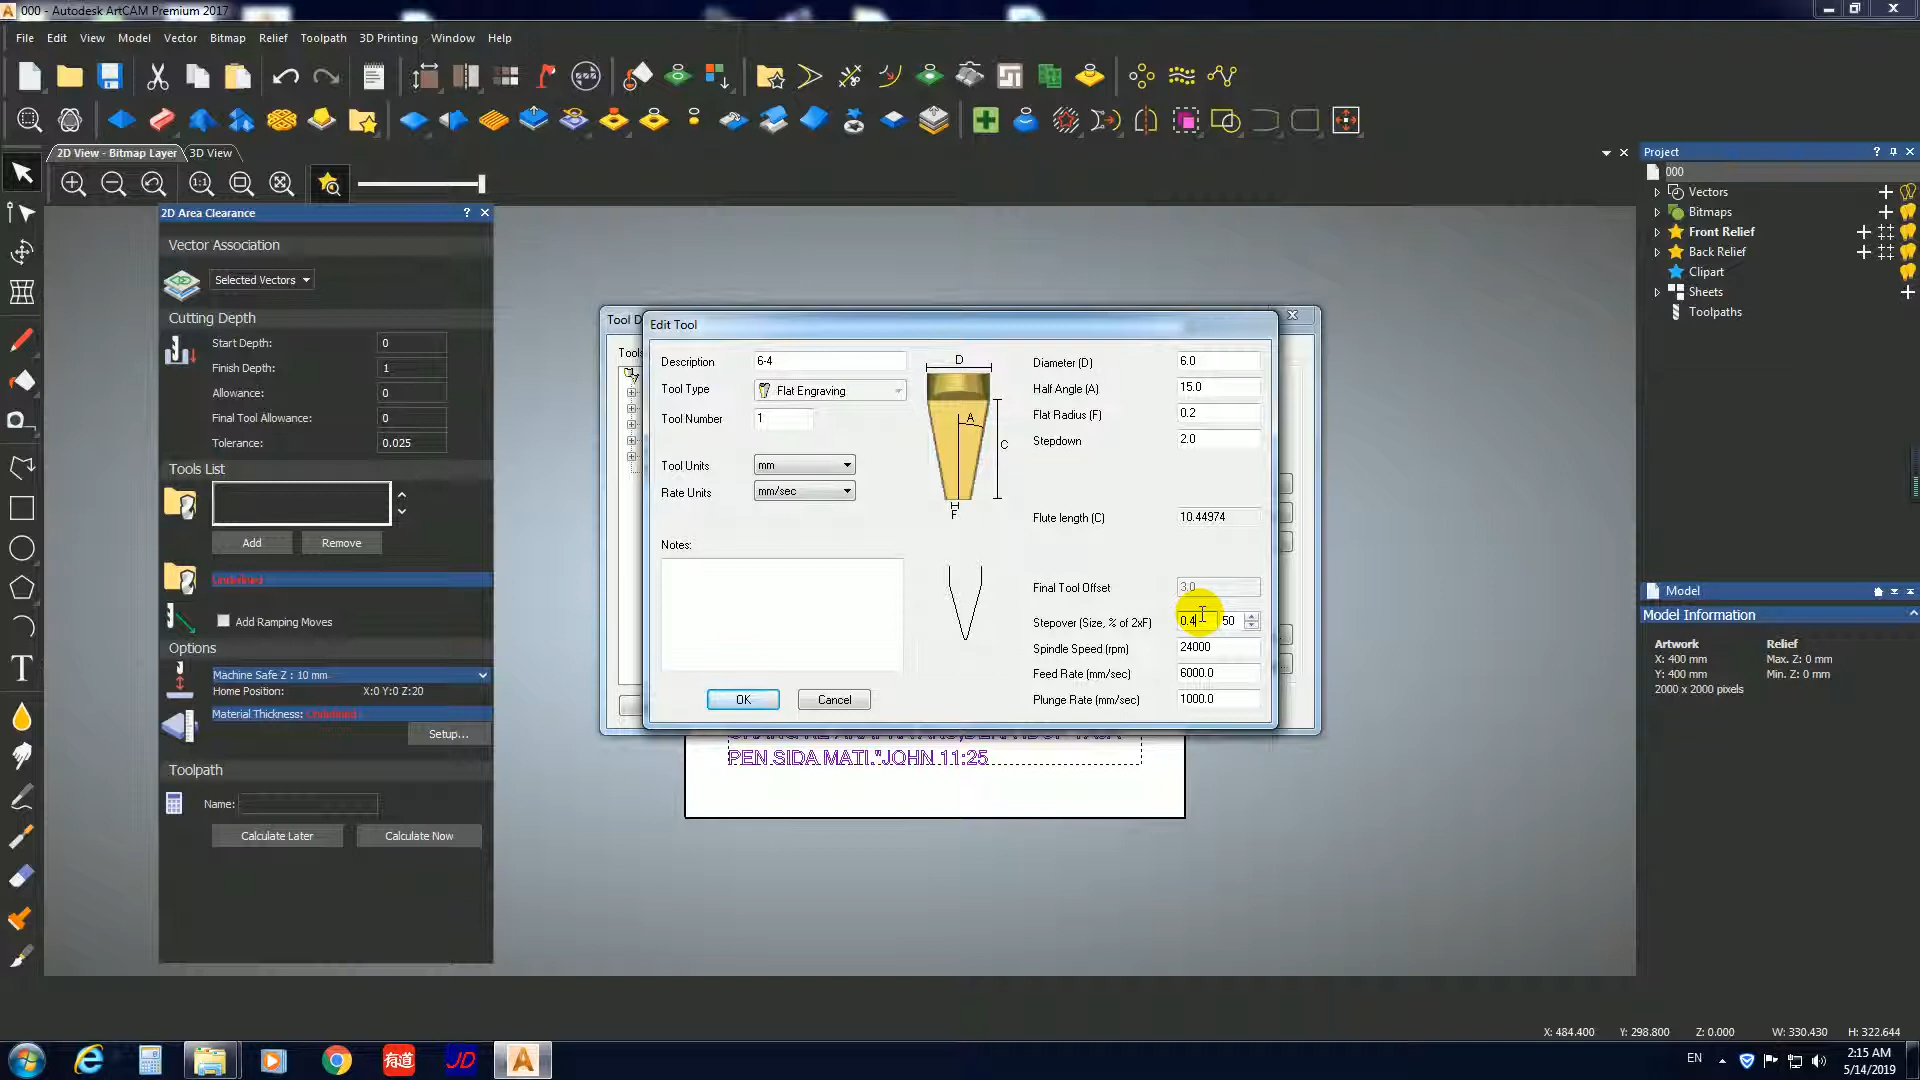 000 - Autodesk ArtCAM Premium 2017
File Edit View Model Vector Bitmap Relief Toolpath 3D Printing Window Help
2D View - Bitmap Layer 3D View
1:1
2D Area Clearance
Vector Association
Selected Vectors
Cutting Depth
Start Depth: 0
Finish Depth: 1
Allowance: 0
Final Tool Allowance: 0
Tolerance: 0.025
Tools List
Add Remove
Undefined
Add Ramping Moves
Options
Machine Safe Z : 10 mm
Home Position: X:0 Y:0 Z:20
Material Thickness: Undefined
Setup...
Toolpath
Name:
Calculate Later Calculate Now
Tool D
Tools
Edit Tool
Description 6-4
Tool Type Flat Engraving
Tool Number 1
Tool Units mm
Rate Units mm/sec
Notes:
OK Cancel
D
A
C
F
Diameter (D) 6.0
Half Angle (A) 15.0
Flat Radius (F) 0.2
Stepdown 2.0
Flute length (C) 10.44974
Final Tool Offset 3.0
Stepover (Size, % of 2xF) 0.4 50
Spindle Speed (rpm) 24000
Feed Rate (mm/sec) 6000.0
Plunge Rate (mm/sec) 1000.0
PEN SIDA MATI."JOHN 11:25
Project
000
Vectors
Bitmaps
Front Relief
Back Relief
Clipart
Sheets
Toolpaths
Model
Model Information
Artwork Relief
X: 400 mm Max. Z: 0 mm
Y: 400 mm Min. Z: 0 mm
2000 x 2000 pixels
X: 484.400 Y: 298.800 Z: 0.000 W: 330.430 H: 322.644
有道
JD
EN
2:15 AM
5/14/2019